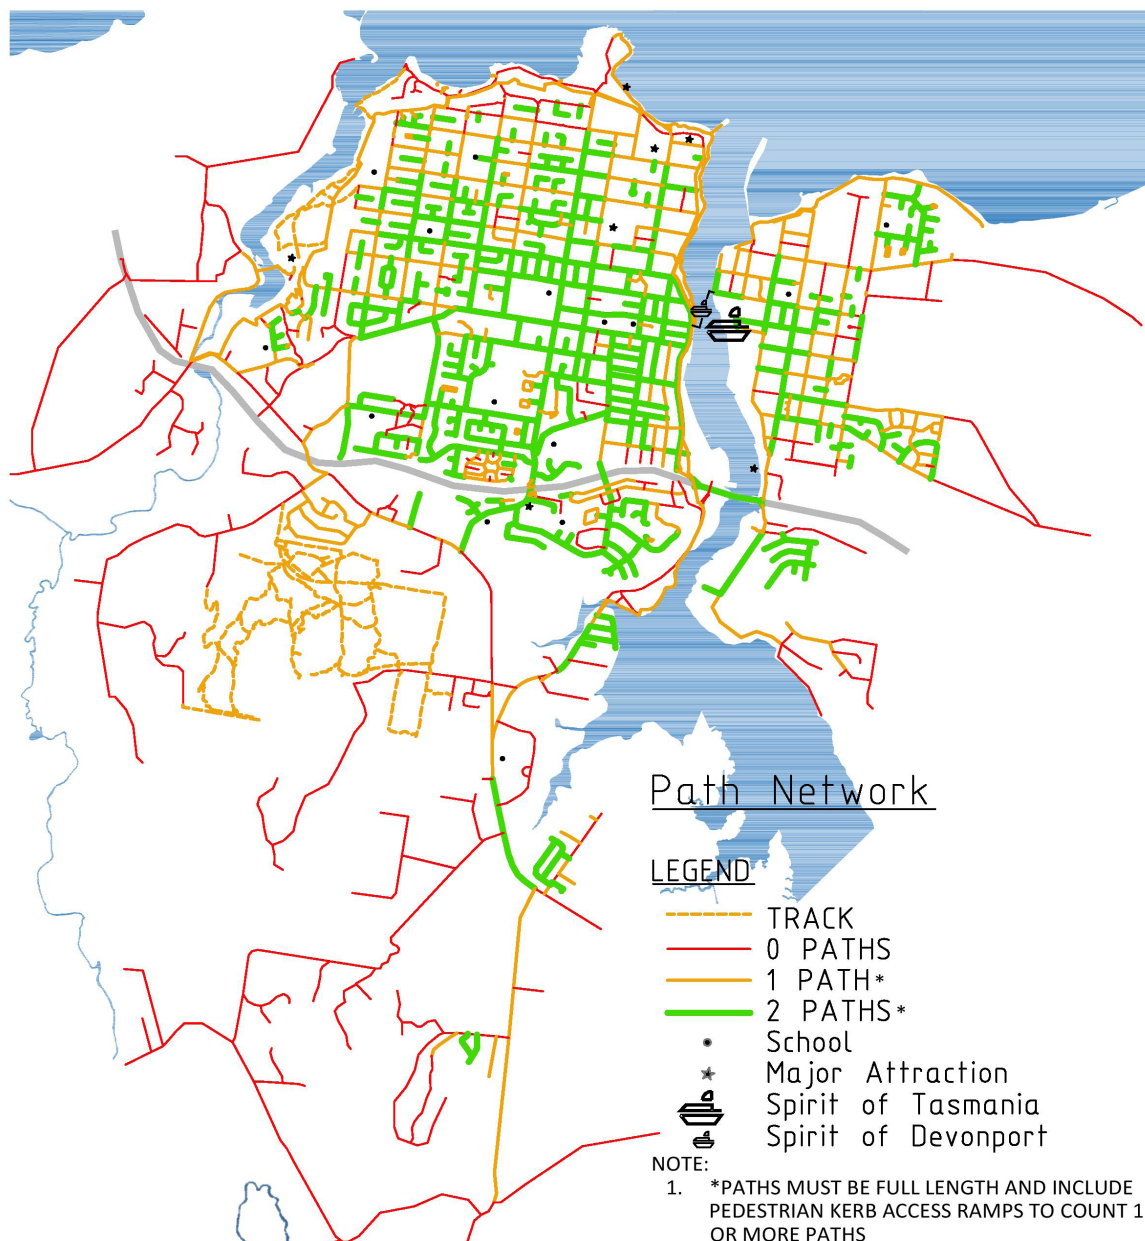 Path Network
LEGEND
TRACK
0 PATHS
1 PATH*
2 PATHS*
School
Major Attraction
Spirit of Tasmania
Spirit of Devonport
NOTE:
1. *PATHS MUST BE FULL LENGTH AND INCLUDE
PEDESTRIAN KERB ACCESS RAMPS TO COUNT 1
OR MORE PATHS